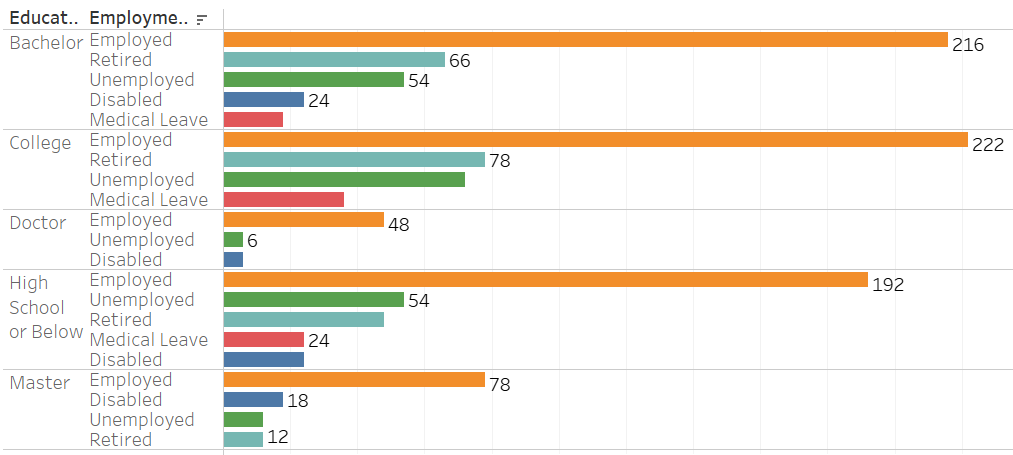 Educat.. Employme..
Bachelor Employed 216
Retired 66
Unemployed 54
Disabled 24
Medical Leave
College Employed 222
Retired 78
Unemployed
Medical Leave
Doctor Employed 48
Unemployed 6
Disabled
High School or Below Employed 192
Unemployed 54
Retired
Medical Leave 24
Disabled
Master Employed 78
Disabled 18
Unemployed
Retired 12